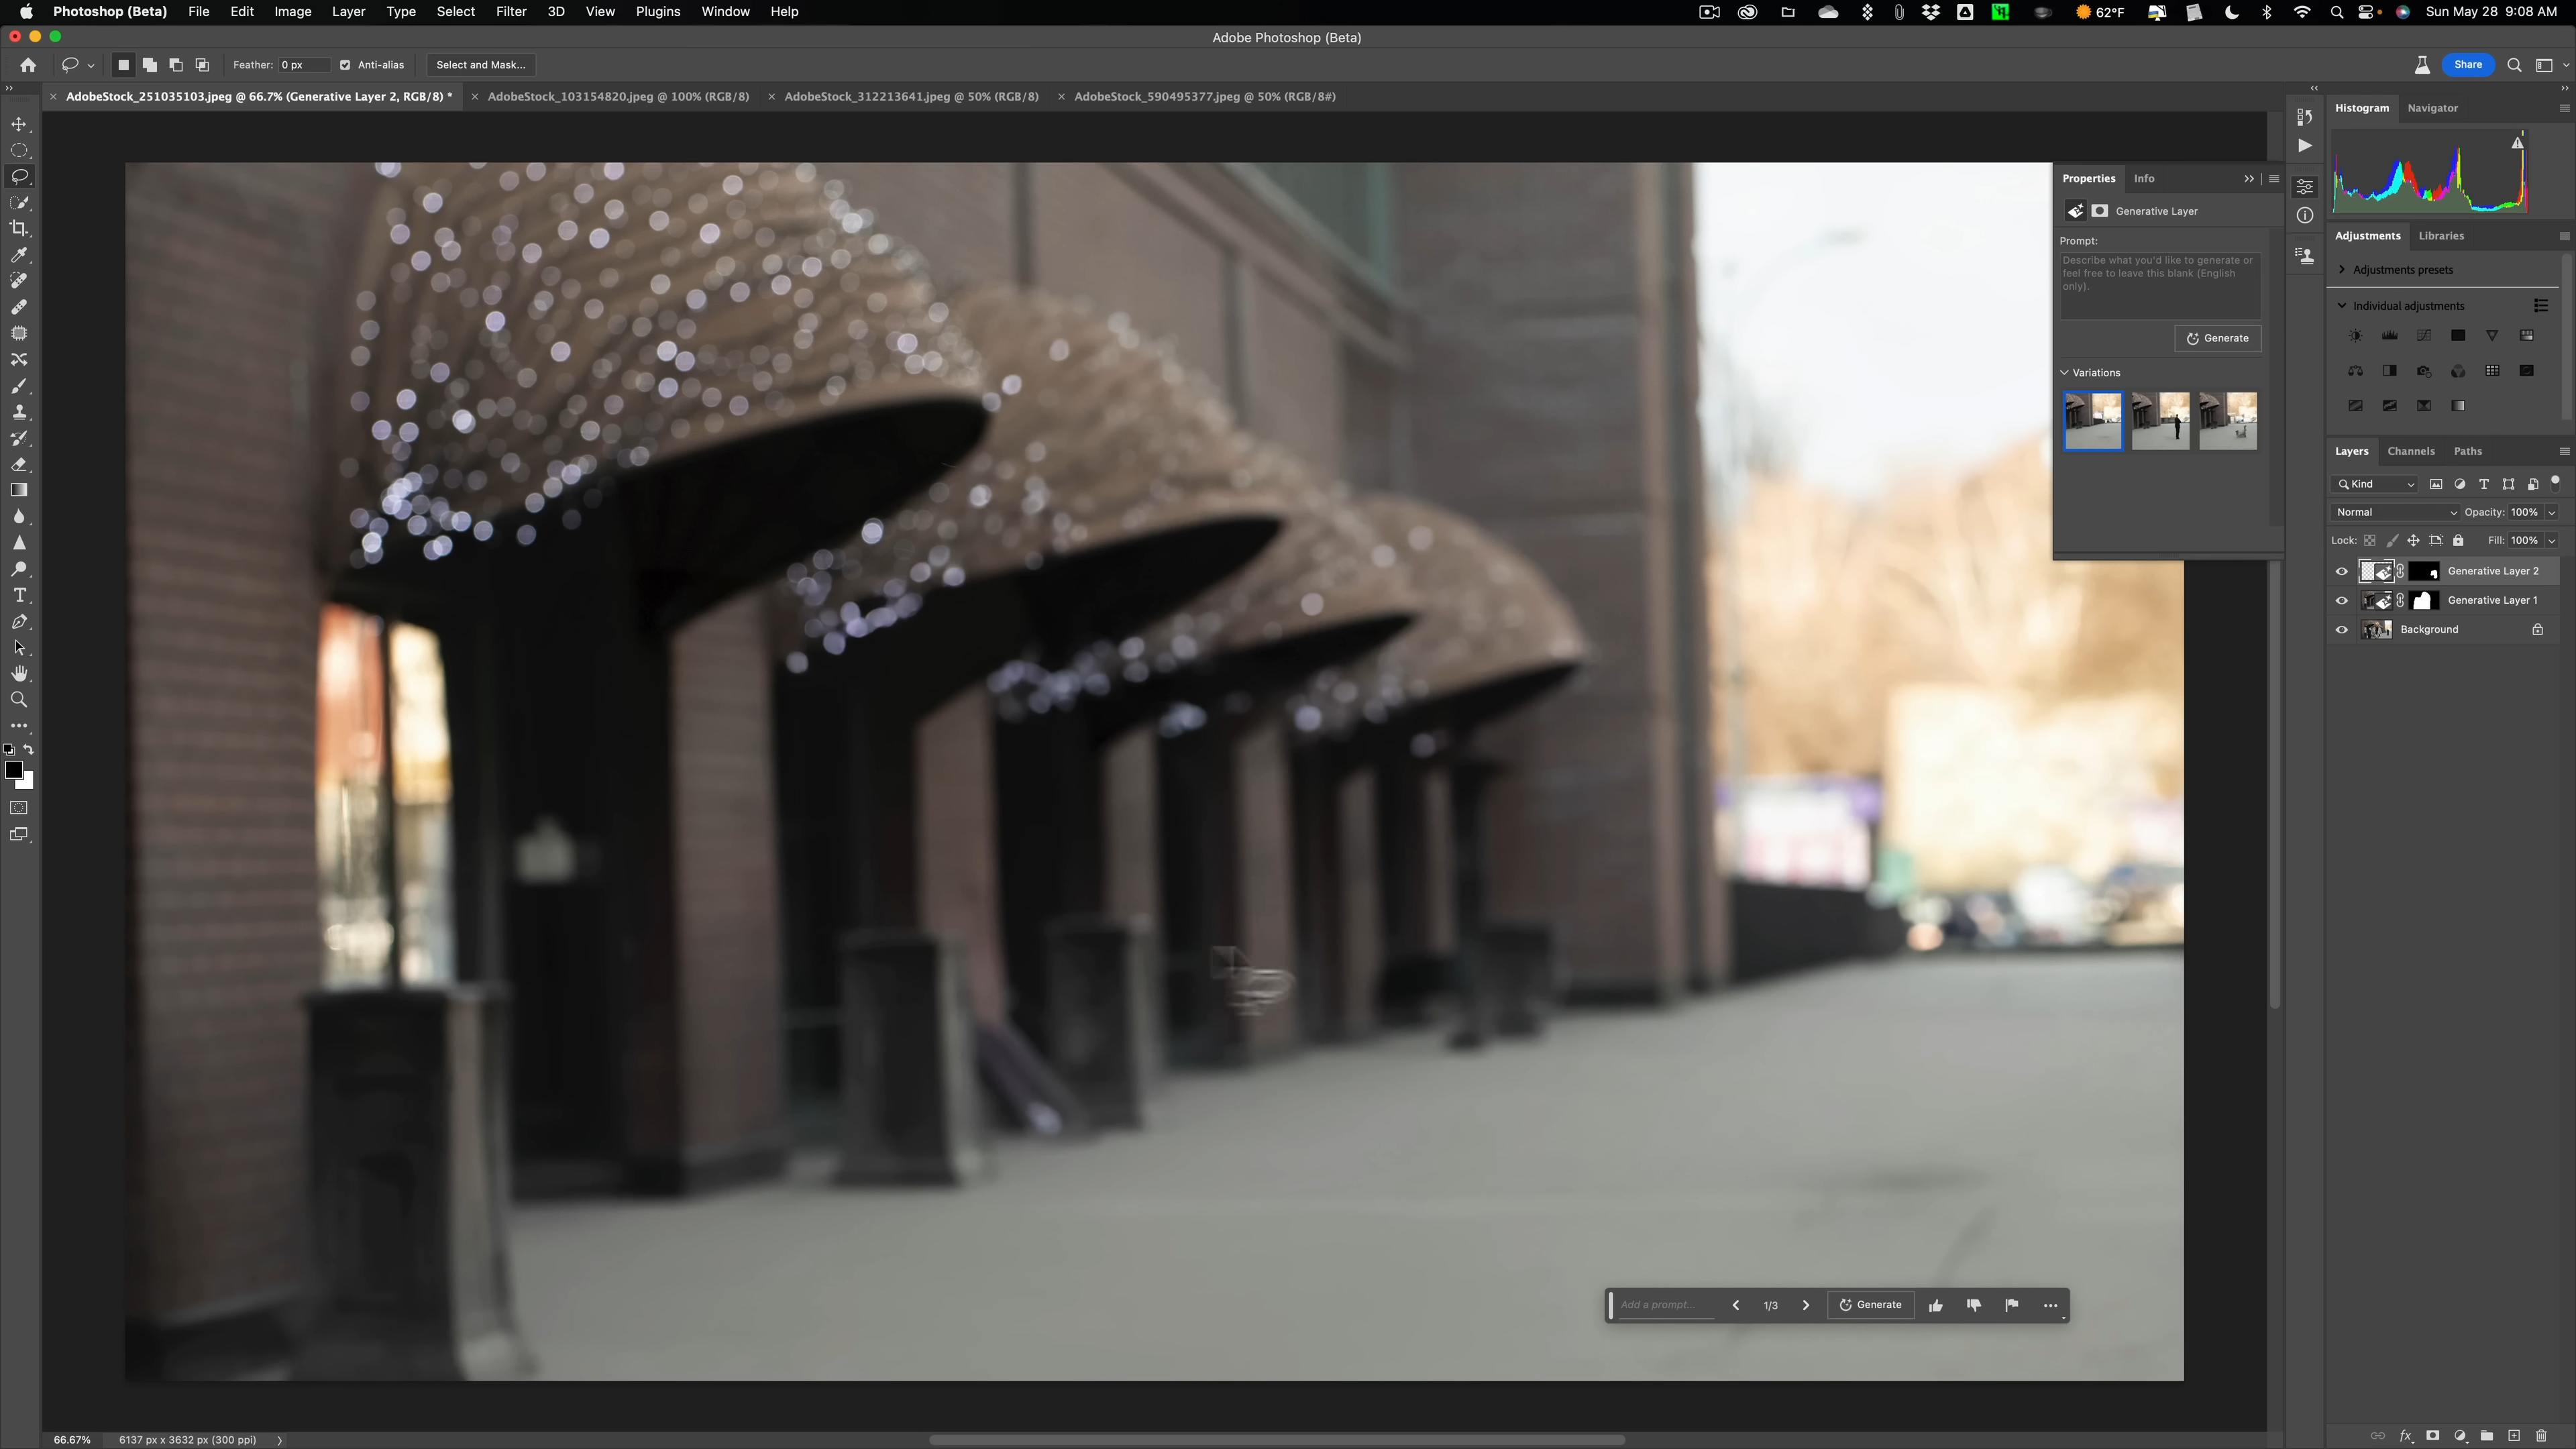 Photoshop (Beta) File Edit Image Layer Type Select Filter 3D View Plugins Window Help 62°F Sun May 28 9:08 AM
Adobe Photoshop (Beta)
Feather: 0 px Anti-alias Select and Mask... Share
AdobeStock_251035103.jpeg @ 66.7% (Generative Layer 2, RGB/8) * AdobeStock_103154820.jpeg @ 100% (RGB/8) AdobeStock_312213641.jpeg @ 50% (RGB/8) AdobeStock_590495377.jpeg @ 50% (RGB/8#)
Histogram Navigator
Properties Info
Generative Layer
Prompt:
Describe what you'd like to generate or
feel free to leave this blank (English
only).
Generate
Variations
Adjustments Libraries
Adjustments presets
Individual adjustments
Layers Channels Paths
Kind
Normal Opacity: 100%
Lock: Fill: 100%
Generative Layer 2
Generative Layer 1
Background
Add a prompt... 1/3 Generate
66.67% 6137 px x 3632 px (300 ppi)